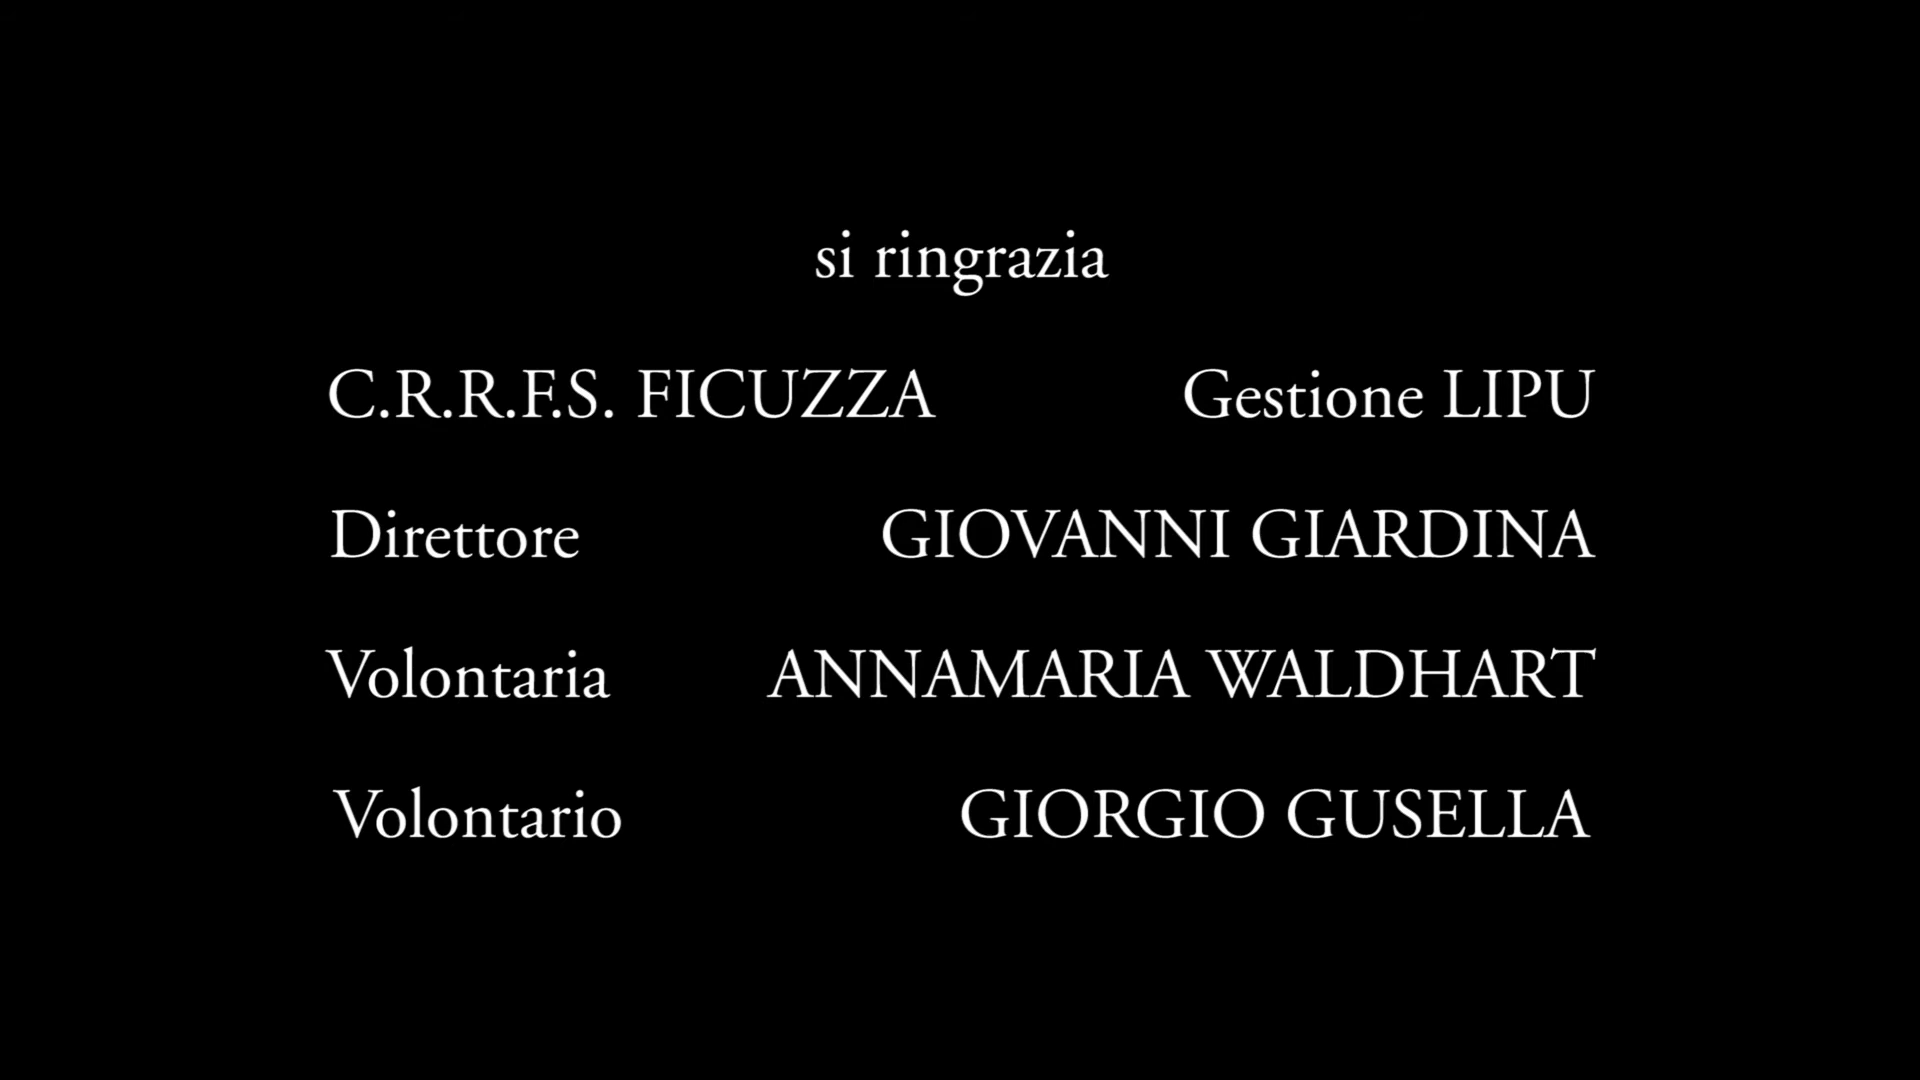 si ringrazia
C.R.R.F.S. FICUZZA Gestione LIPU
Direttore GIOVANNI GIARDINA
Volontaria ANNAMARIA WALDHART
Volontario GIORGIO GUSELLA